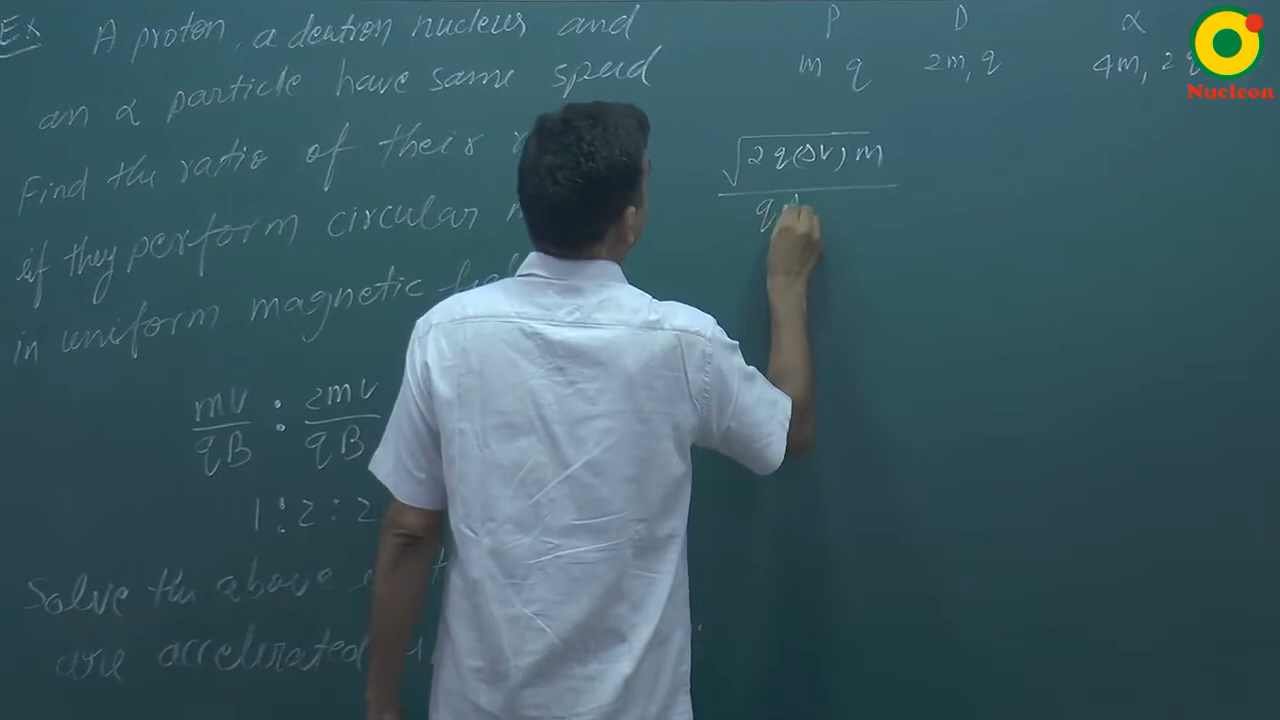 Ex A proton, a deutron nucleus and
an α particle have same speed
Find the ratio of their
if they perform circular
in uniform magnetic
mv/qB : 2mv/qB
1 : 2 : 2
Solve the above
are accelerated
P D α
m q 2m, q 4m, 2q
√2q(ΔV)m
q
Nucleon